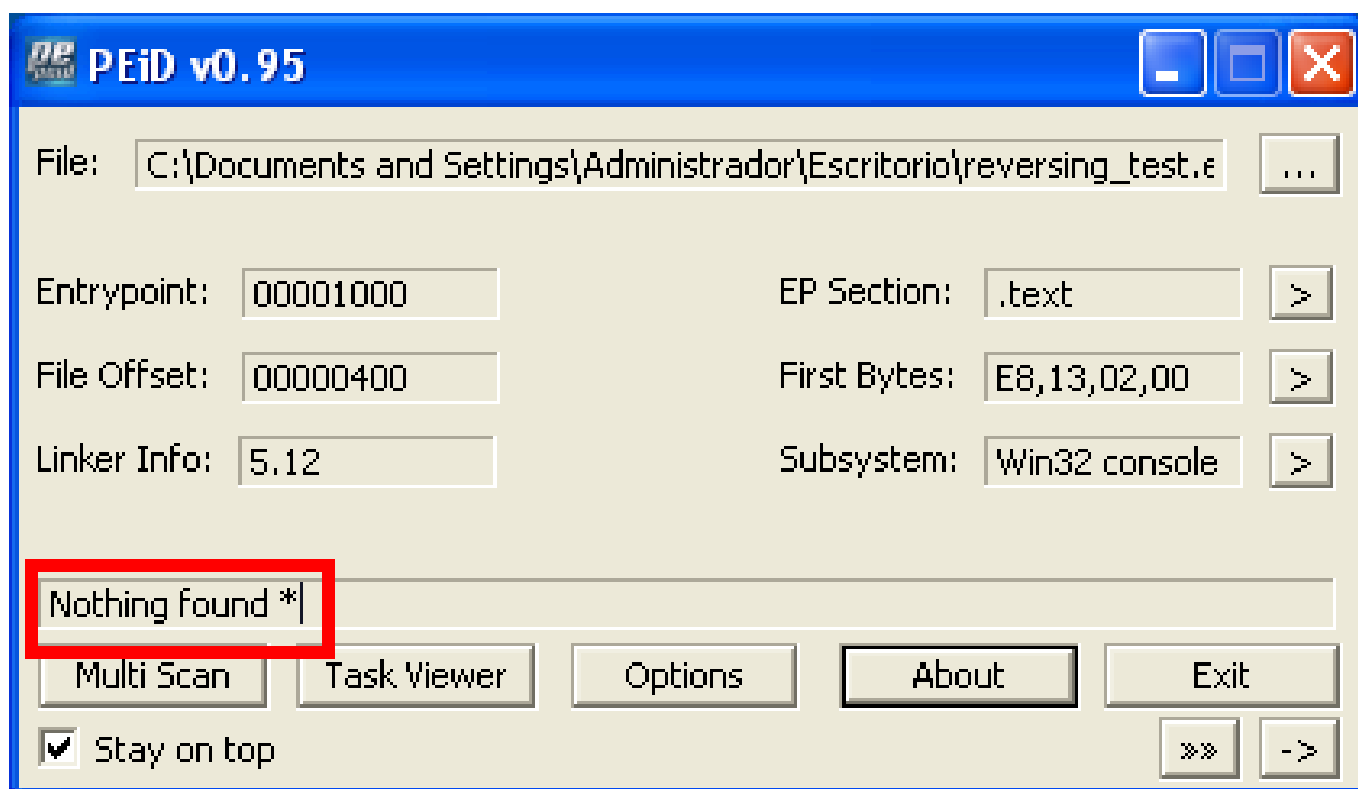 PEiD v0.95
File: C:\Documents and Settings\Administrador\Escritorio\reversing_test.e ...
Entrypoint: 00001000 EP Section: .text >
File Offset: 00000400 First Bytes: E8,13,02,00 >
Linker Info: 5.12 Subsystem: Win32 console >
Nothing found *
Multi Scan Task Viewer Options About Exit
Stay on top »» ->